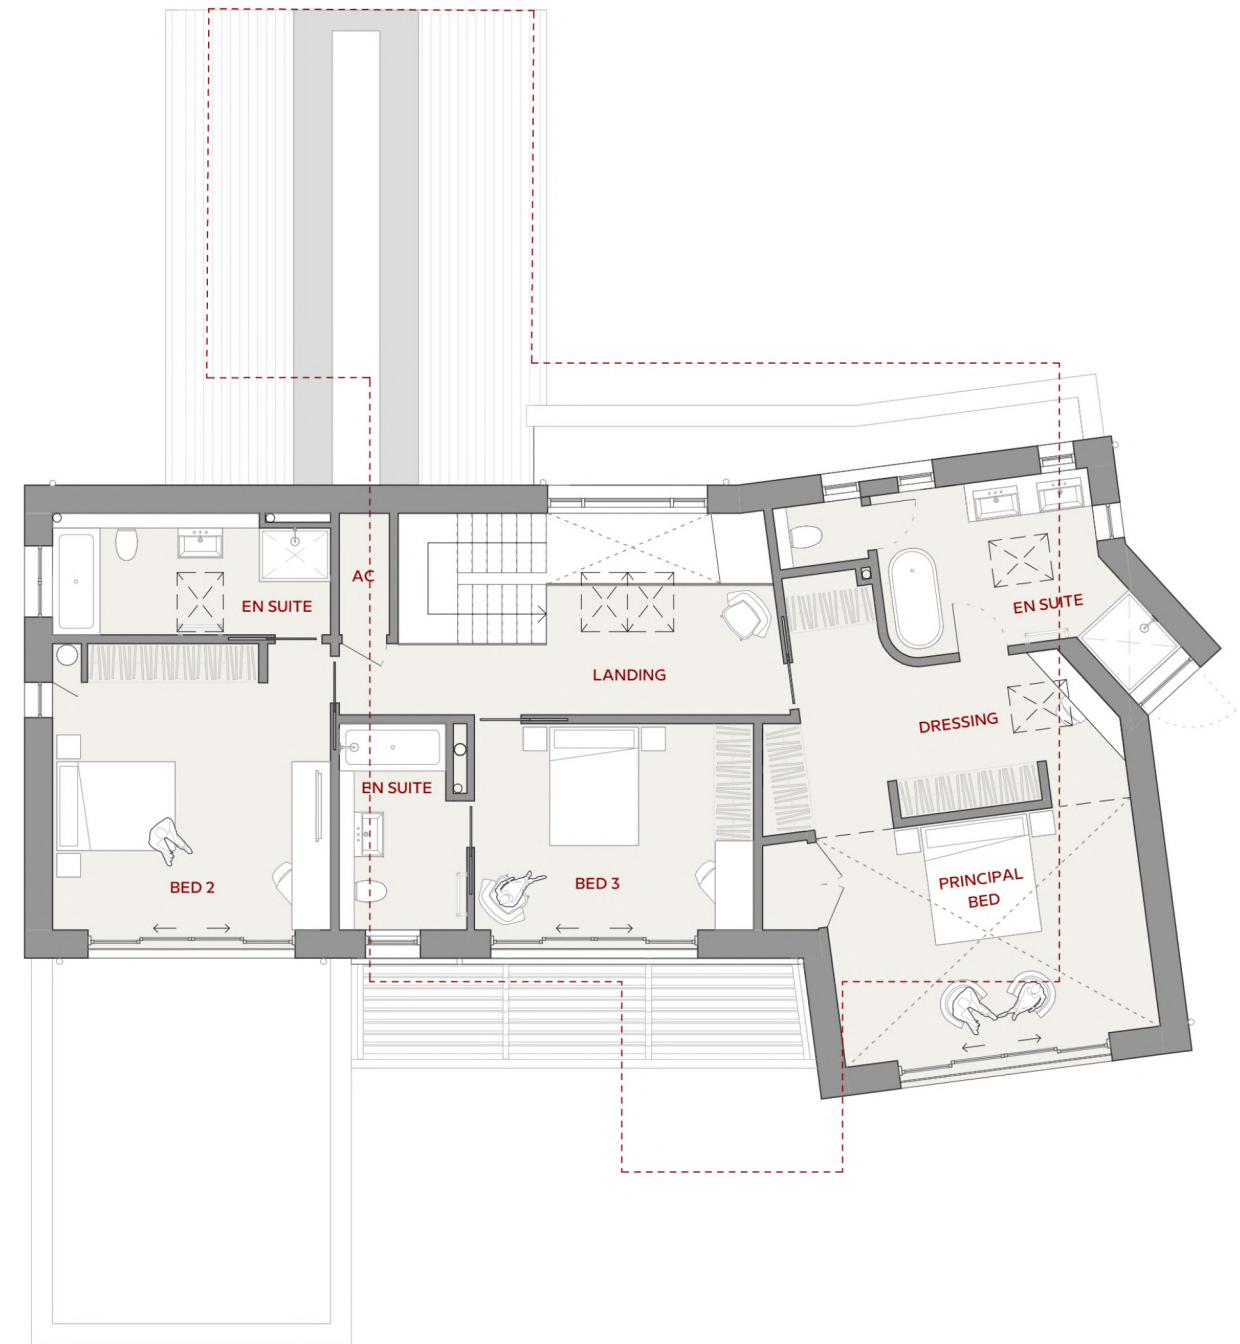 AC
EN SUITE
EN SUITE
LANDING
DRESSING
EN SUITE
BED 2
BED 3
PRINCIPAL
BED